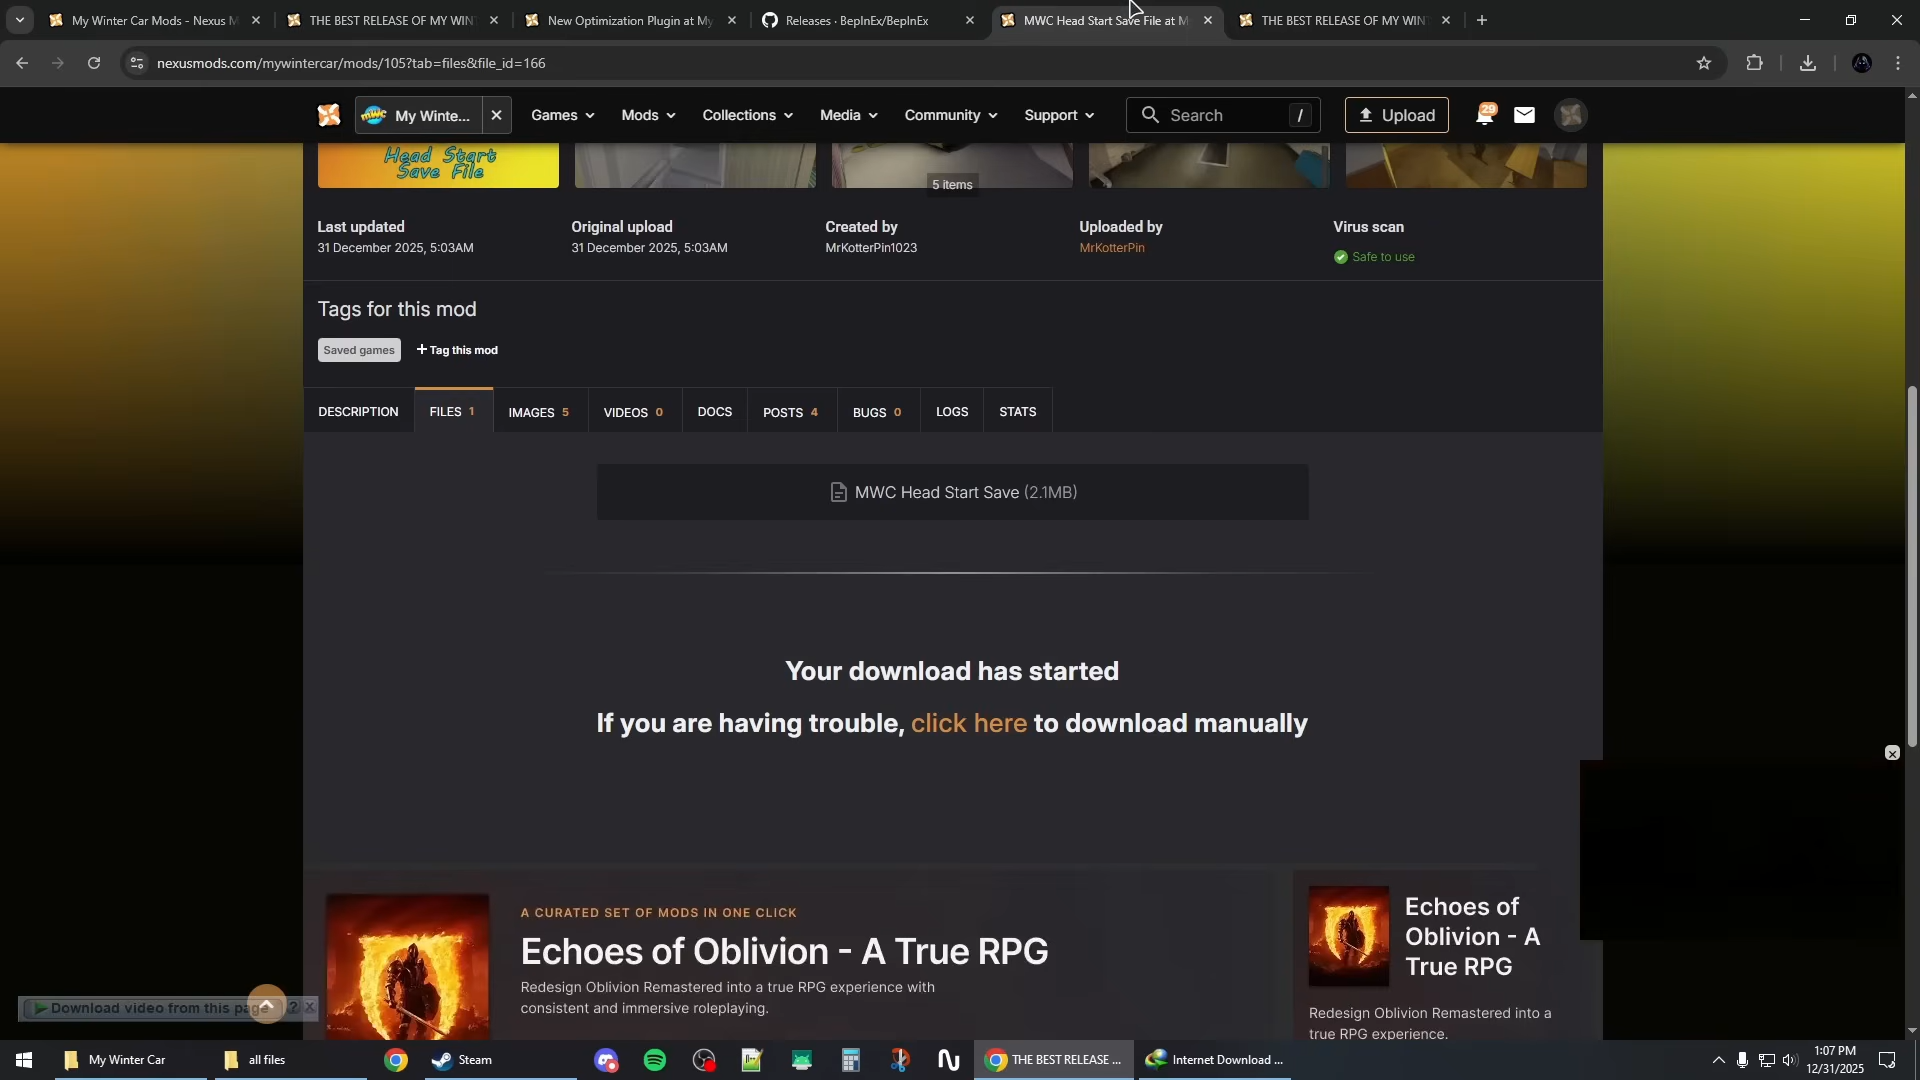 My Winter Car Mods - Nexus M
THE BEST RELEASE OF MY WIN
New Optimization Plugin at My
Releases · BepInEx/BepInEx
MWC Head Start Save File at M
THE BEST RELEASE OF MY WIN
nexusmods.com/mywintercar/mods/105?tab=files&file_id=166
mwc
My Winte...
Games
Mods
Collections
Media
Community
Support
Search
/
Upload
29
Head Start
Save File
5 items
Last updated
31 December 2025, 5:03AM
Original upload
31 December 2025, 5:03AM
Created by
MrKotterPin1023
Uploaded by
MrKotterPin
Virus scan
Safe to use
Tags for this mod
Saved games
Tag this mod
DESCRIPTION
FILES 1
IMAGES 5
VIDEOS 0
DOCS
POSTS 4
BUGS 0
LOGS
STATS
MWC Head Start Save (2.1MB)
Your download has started
If you are having trouble, click here to download manually
A CURATED SET OF MODS IN ONE CLICK
Echoes of Oblivion - A True RPG
Redesign Oblivion Remastered into a true RPG experience with
consistent and immersive roleplaying.
Echoes of
Oblivion - A
True RPG
Redesign Oblivion Remastered into a
true RPG experience.
Download video from this page
?
My Winter Car
all files
Steam
THE BEST RELEASE ...
Internet Download ...
1:07 PM
12/31/2025